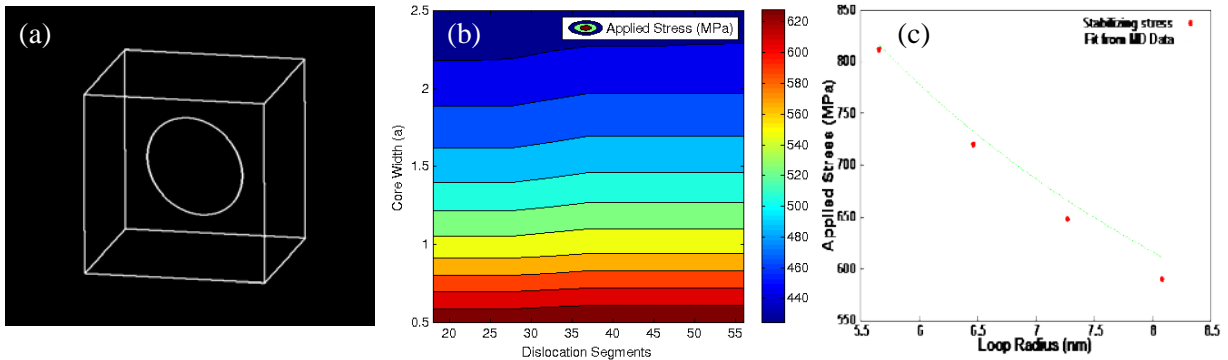 (a)
(b)
Applied Stress (MPa)
2.5
2
1.5
1
0.5
Core Width (a)
20 25 30 35 40 45 50 55
Dislocation Segments
620
600
580
560
540
520
500
480
460
440
(c)
Stabilizing stress
Fit from MD Data
850
800
750
700
650
600
550
Applied Stress (MPa)
5.5 6 6.5 7 7.5 8 8.5
Loop Radius (nm)